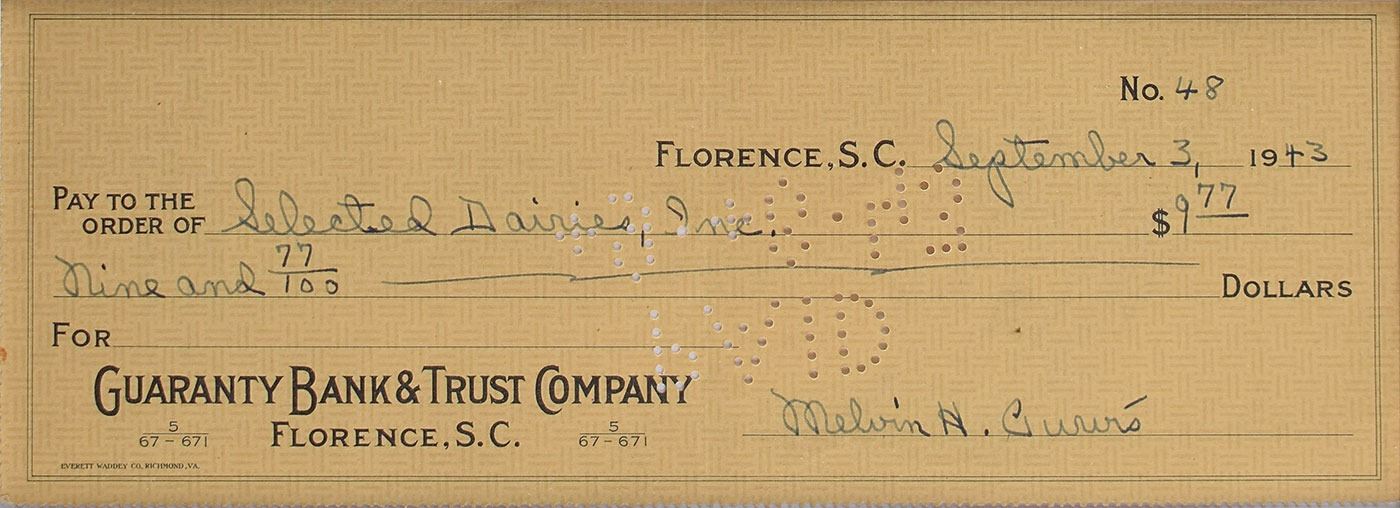 No. 48
FLORENCE, S.C. September 3, 1943
PAY TO THE
ORDER OF Selected Dairies, Inc. $9 77
Nine and 77/100 DOLLARS
FOR
GUARANTY BANK & TRUST COMPANY
5
67-671
FLORENCE, S.C.
5
67-671
Melvin H.
EVERETT WADDEY CO. RICHMOND, VA.
PAID